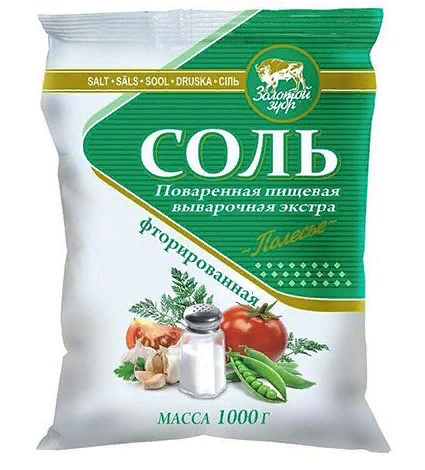 SALT • SĀLS • SOOL • DRUSKA • СІЛЬ
Золотой
зубр
СОЛЬ
Поваренная пищевая
выварочная экстра
~Полесье~
фторированная
МАССА 1000 Г